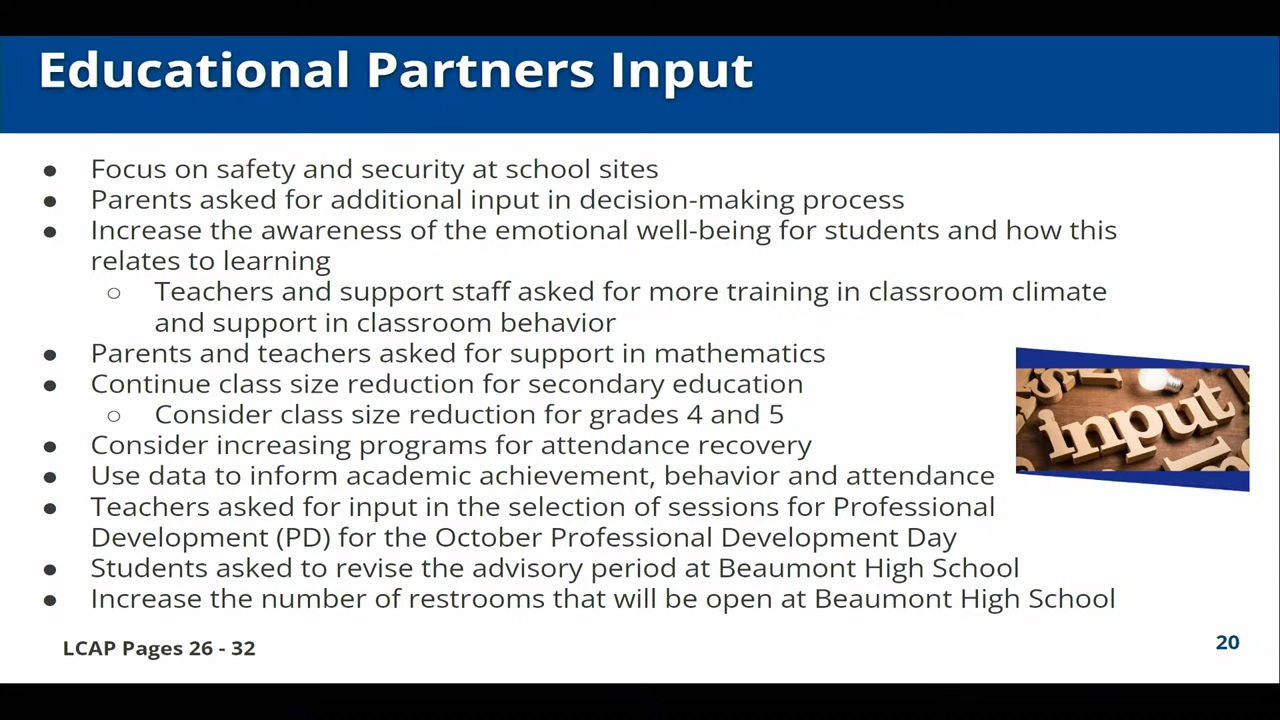 Educational Partners Input
● Focus on safety and security at school sites
● Parents asked for additional input in decision-making process
● Increase the awareness of the emotional well-being for students and how this
relates to learning
○ Teachers and support staff asked for more training in classroom climate
and support in classroom behavior
● Parents and teachers asked for support in mathematics
● Continue class size reduction for secondary education
○ Consider class size reduction for grades 4 and 5
● Consider increasing programs for attendance recovery
● Use data to inform academic achievement, behavior and attendance
● Teachers asked for input in the selection of sessions for Professional
Development (PD) for the October Professional Development Day
● Students asked to revise the advisory period at Beaumont High School
● Increase the number of restrooms that will be open at Beaumont High School
input
LCAP Pages 26 - 32
20